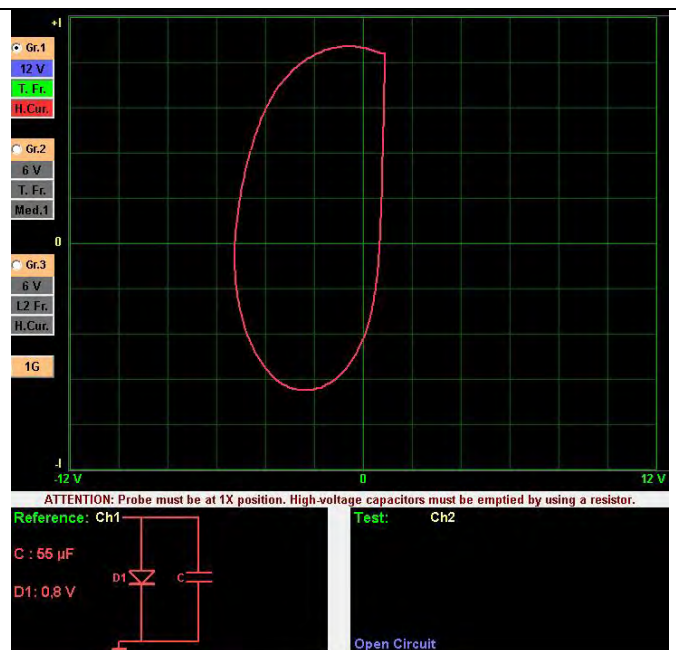 +I
Gr.1
12 V
T. Fr.
H.Cur.
Gr.2
6 V
T. Fr.
Med.1
0
Gr.3
6 V
L2 Fr.
H.Cur.
1G
-I
-12 V
0
12 V
ATTENTION: Probe must be at 1X position. High-voltage capacitors must be emptied by using a resistor.
Reference: Ch1
C : 55 µF
D1: 0,8 V
D1
C
Test: Ch2
Open Circuit